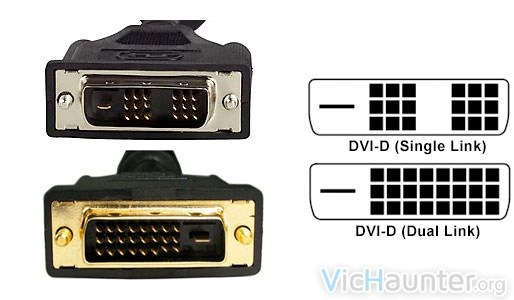 DVI-D (Single Link)
DVI-D (Dual Link)
VicHaunter.org